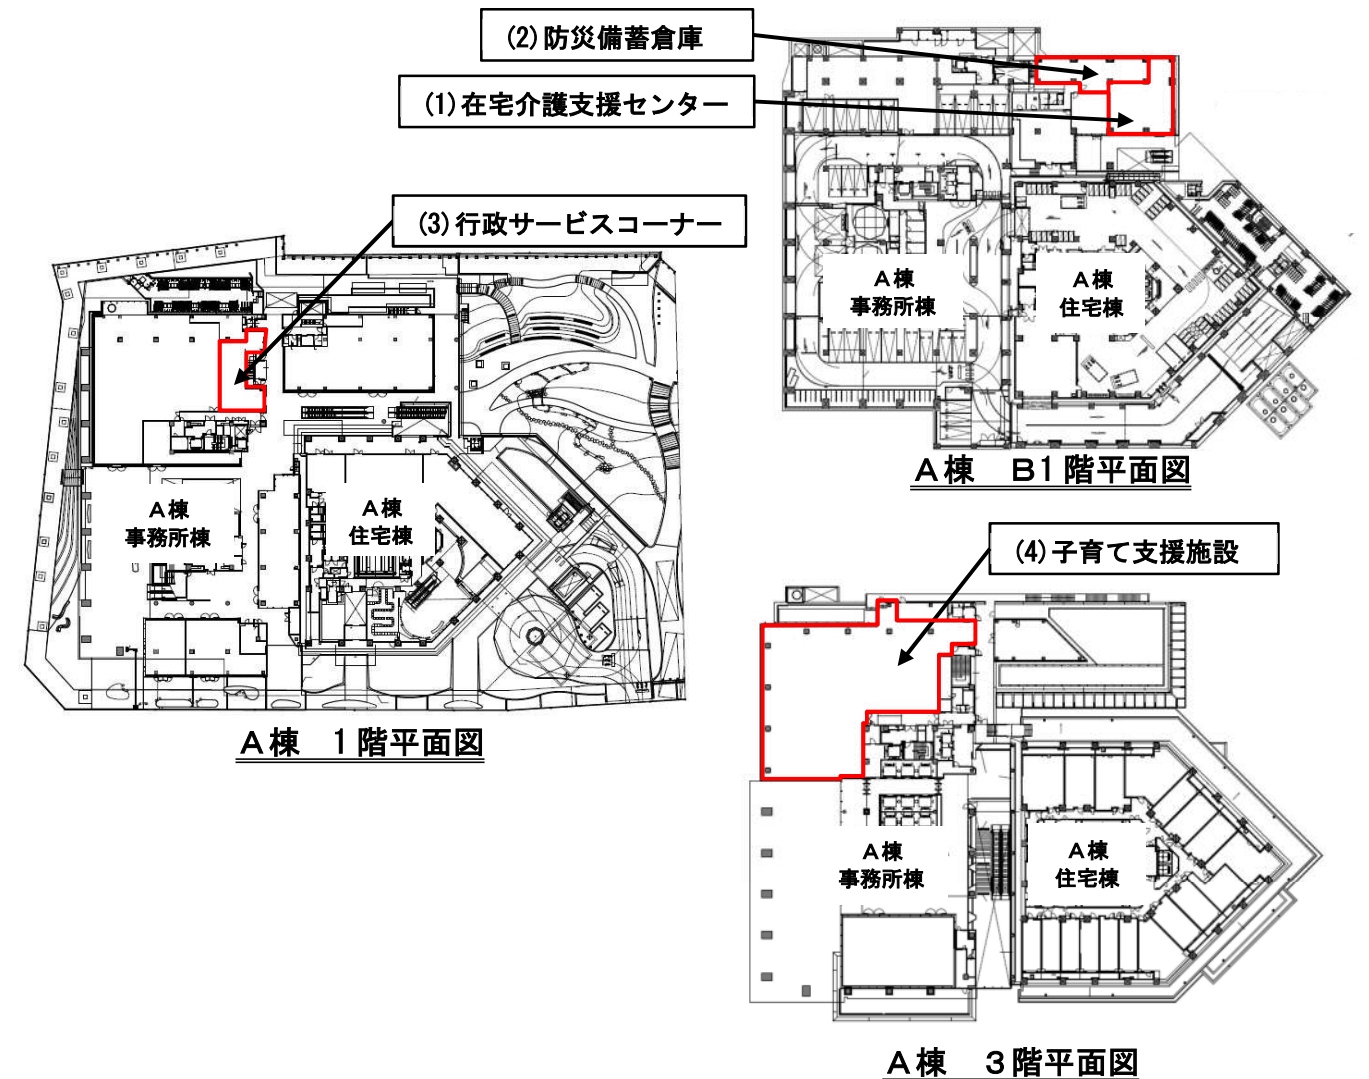 (2)防災備蓄倉庫
(1)在宅介護支援センター
(3)行政サービスコーナー
A棟
事務所棟
A棟
住宅棟
A棟　B1階平面図
A棟
事務所棟
A棟
住宅棟
A棟　1階平面図
(4)子育て支援施設
A棟
事務所棟
A棟
住宅棟
A棟　3階平面図